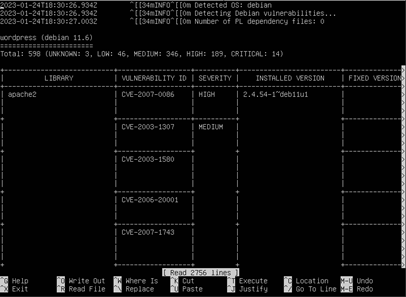 2023-01-24T18:30:26.934Z ^[[34mINFO^[[0m Detected OS: debian
2023-01-24T18:30:26.934Z ^[[34mINFO^[[0m Detecting Debian vulnerabilities...
2023-01-24T18:30:27.003Z ^[[34mINFO^[[0m Number of PL dependency files: 0
wordpress (debian 11.6)
=======================
Total: 598 (UNKNOWN: 3, LOW: 46, MEDIUM: 346, HIGH: 189, CRITICAL: 14)
LIBRARY VULNERABILITY ID SEVERITY INSTALLED VERSION FIXED VERSION
apache2 CVE-2007-0086 HIGH 2.4.54-1~deb11u1
CVE-2003-1307 MEDIUM
CVE-2003-1580
CVE-2006-20001
CVE-2007-1743
[ Read 2756 lines ]
^G Help ^O Write Out ^W Where Is ^K Cut ^T Execute ^C Location M-U Undo
^X Exit ^R Read File ^\ Replace ^U Paste ^J Justify ^/ Go To Line M-E Redo